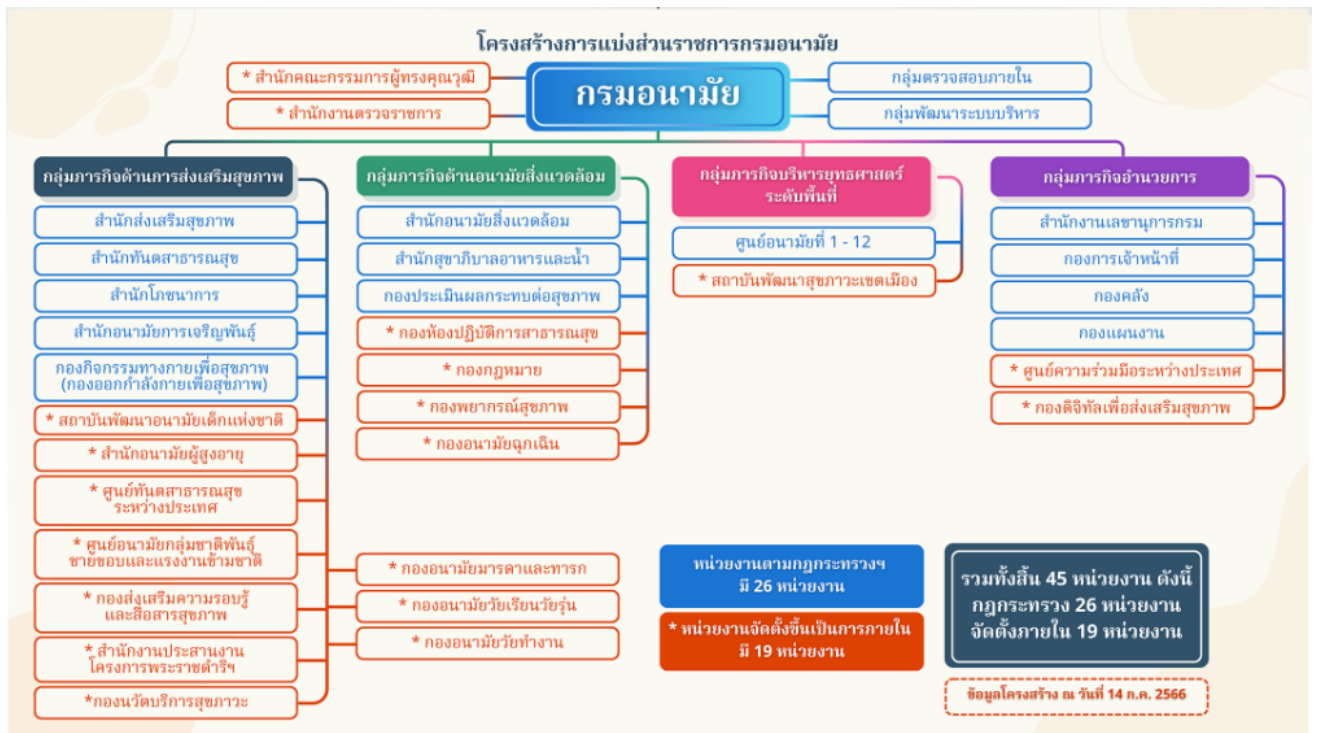 โครงสร้างการแบ่งส่วนราชการกรมอนามัย
* สำนักคณะกรรมการผู้ทรงคุณวุฒิ
* สำนักงานตรวจราชการ
กรมอนามัย
กลุ่มตรวจสอบภายใน
กลุ่มพัฒนาระบบบริหาร
กลุ่มภารกิจด้านการส่งเสริมสุขภาพ
สำนักส่งเสริมสุขภาพ
สำนักทันตสาธารณสุข
สำนักโภชนาการ
สำนักอนามัยการเจริญพันธุ์
กองกิจกรรมทางกายเพื่อสุขภาพ
(กองออกกำลังกายเพื่อสุขภาพ)
* สถาบันพัฒนาอนามัยเด็กแห่งชาติ
* สำนักอนามัยผู้สูงอายุ
* ศูนย์ทันตสาธารณสุข
ระหว่างประเทศ
* ศูนย์อนามัยกลุ่มชาติพันธุ์
ชายขอบและแรงงานข้ามชาติ
* กองส่งเสริมความรอบรู้
และสื่อสารสุขภาพ
* สำนักงานประสานงาน
โครงการพระราชดำริฯ
*กองนวัตบริการสุขภาวะ
* กองอนามัยมารดาและทารก
* กองอนามัยวัยเรียนวัยรุ่น
* กองอนามัยวัยทำงาน
กลุ่มภารกิจด้านอนามัยสิ่งแวดล้อม
สำนักอนามัยสิ่งแวดล้อม
สำนักสุขาภิบาลอาหารและน้ำ
กองประเมินผลกระทบต่อสุขภาพ
* กองห้องปฏิบัติการสาธารณสุข
* กองกฎหมาย
* กองพยากรณ์สุขภาพ
* กองอนามัยฉุกเฉิน
กลุ่มภารกิจบริหารยุทธศาสตร์
ระดับพื้นที่
ศูนย์อนามัยที่ 1 - 12
* สถาบันพัฒนาสุขภาวะเขตเมือง
กลุ่มภารกิจอำนวยการ
สำนักงานเลขานุการกรม
กองการเจ้าหน้าที่
กองคลัง
กองแผนงาน
* ศูนย์ความร่วมมือระหว่างประเทศ
* กองดิจิทัลเพื่อส่งเสริมสุขภาพ
หน่วยงานตามกฎกระทรวงฯ
มี 26 หน่วยงาน
* หน่วยงานจัดตั้งขึ้นเป็นการภายใน
มี 19 หน่วยงาน
รวมทั้งสิ้น 45 หน่วยงาน ดังนี้
กฎกระทรวง 26 หน่วยงาน
จัดตั้งภายใน 19 หน่วยงาน
ข้อมูลโครงสร้าง ณ วันที่ 14 ก.ค. 2566